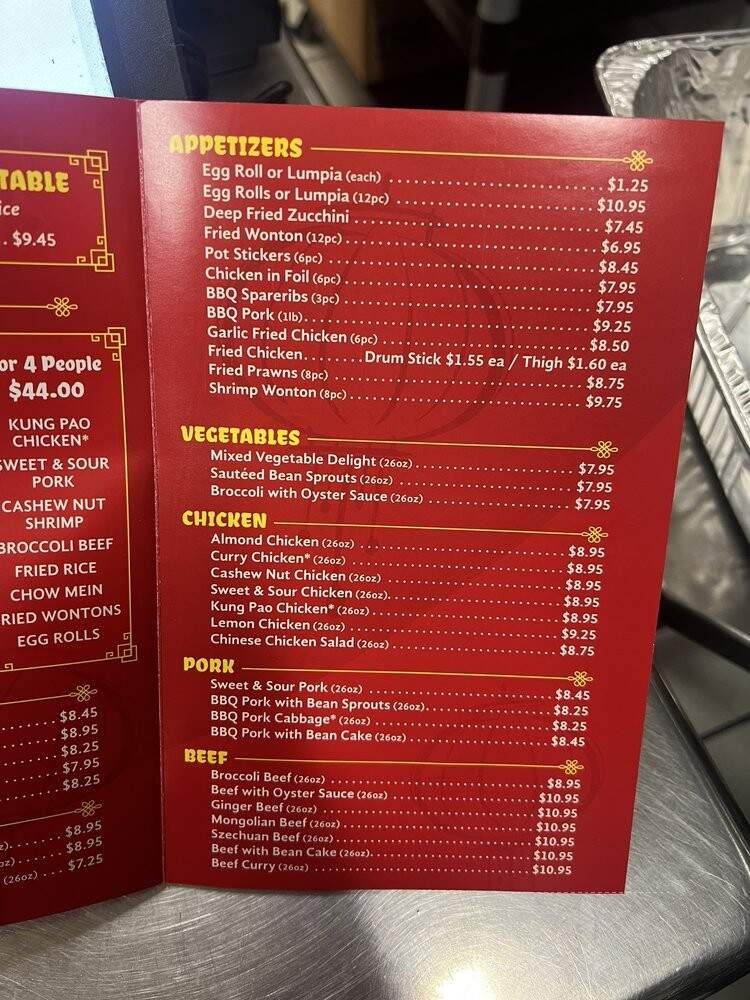 TABLE
$9.45
4 People
$44.00
KUNG PAO
CHICKEN*
SWEET & SOUR
PORK
CASHEW NUT
SHRIMP
BROCCOLI BEEF
FRIED RICE
CHOW MEIN
FRIED WONTONS
EGG ROLLS
$8.45
$8.95
$8.25
$7.95
$8.25
$8.95
$8.95
(26oz) $7.25
APPETIZERS
Egg Roll or Lumpia (each) $1.25
Egg Rolls or Lumpia (12pc) $10.95
Deep Fried Zucchini $7.45
Fried Wonton (12pc) $6.95
Pot Stickers (6pc) $8.45
Chicken in Foil (6pc) $7.95
BBQ Spareribs (3pc) $7.95
BBQ Pork (1lb) $9.25
Garlic Fried Chicken (6pc) $8.50
Fried Chicken Drum Stick $1.55 ea / Thigh $1.60 ea
Fried Prawns (8pc) $8.75
Shrimp Wonton (8pc) $9.75
VEGETABLES
Mixed Vegetable Delight (26oz) $7.95
Sautéed Bean Sprouts (26oz) $7.95
Broccoli with Oyster Sauce (26oz) $7.95
CHICKEN
Almond Chicken (26oz) $8.95
Curry Chicken* (26oz) $8.95
Cashew Nut Chicken (26oz) $8.95
Sweet & Sour Chicken (26oz) $8.95
Kung Pao Chicken* (26oz) $8.95
Lemon Chicken (26oz) $9.25
Chinese Chicken Salad (26oz) $8.75
PORK
Sweet & Sour Pork (26oz) $8.45
BBQ Pork with Bean Sprouts (26oz) $8.25
BBQ Pork Cabbage* (26oz) $8.25
BBQ Pork with Bean Cake (26oz) $8.45
BEEF
Broccoli Beef (26oz) $8.95
Beef with Oyster Sauce (26oz) $10.95
Ginger Beef (26oz) $10.95
Mongolian Beef (26oz) $10.95
Szechuan Beef (26oz) $10.95
Beef with Bean Cake (26oz) $10.95
Beef Curry (26oz) $10.95